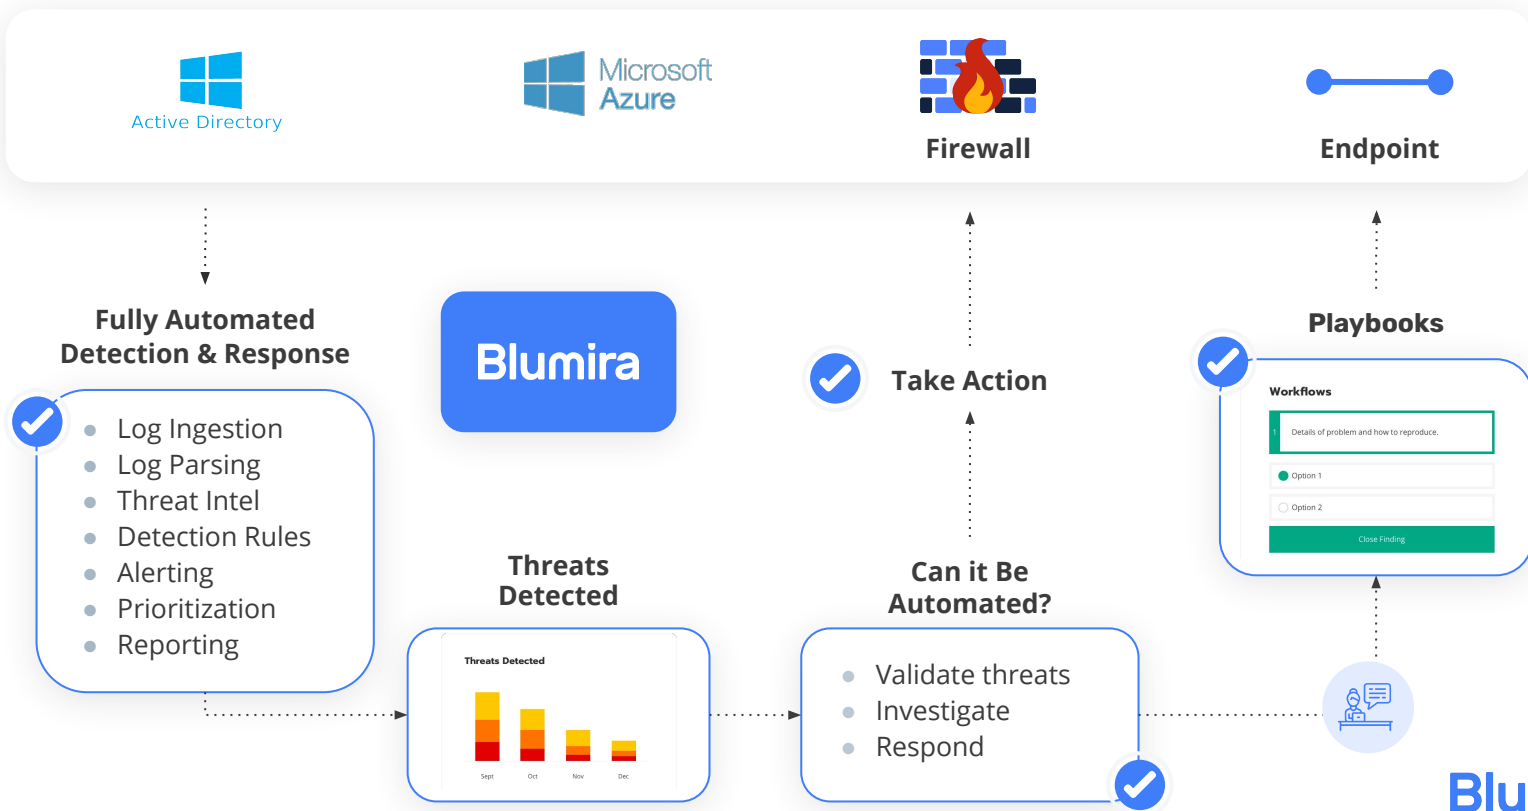 Active Directory
Microsoft
Azure
Firewall
Endpoint
Fully Automated
Detection & Response
Log Ingestion
Log Parsing
Threat Intel
Detection Rules
Alerting
Prioritization
Reporting
Blumira
Threats
Detected
Threats Detected
Sept Oct Nov Dec
Take Action
Can it Be
Automated?
Validate threats
Investigate
Respond
Playbooks
Workflows
1 Details of problem and how to reproduce.
Option 1
Option 2
Close Finding
Blu